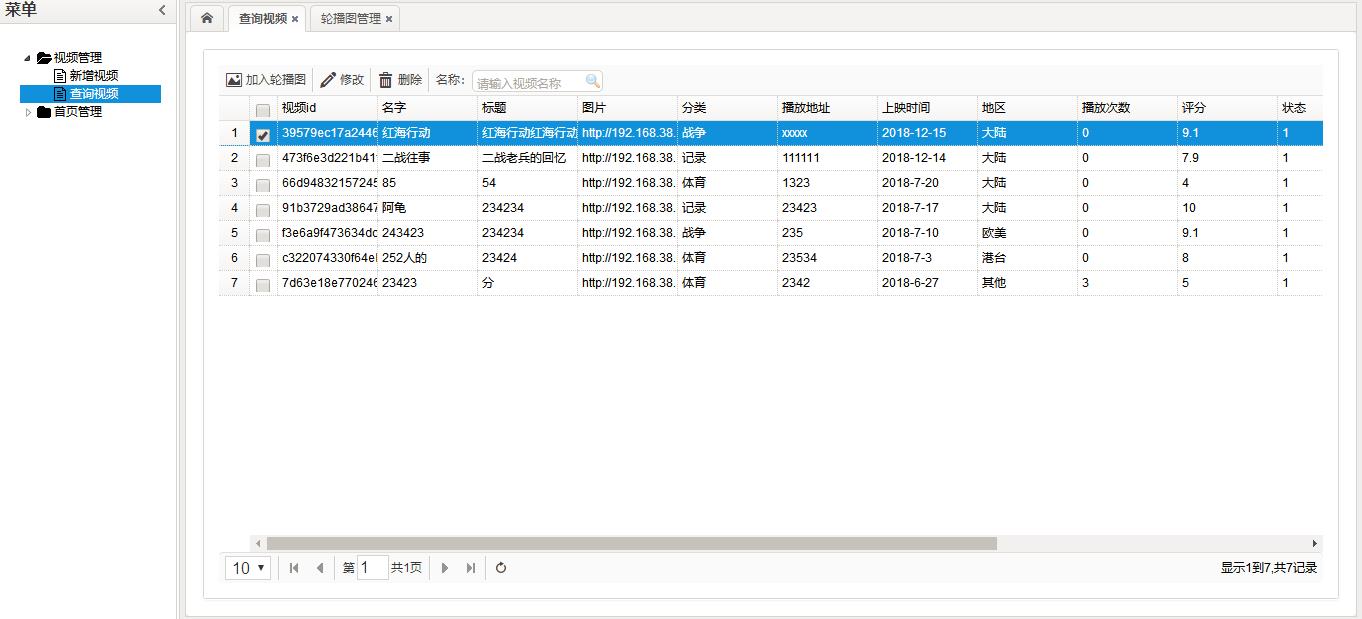 菜单
视频管理
新增视频
查询视频
首页管理
查询视频 轮播图管理
加入轮播图 修改 删除 名称: 请输入视频名称
视频id 名字 标题 图片 分类 播放地址 上映时间 地区 播放次数 评分 状态
1 39579ec17a2446 红海行动 红海行动红海行动 http://192.168.38. 战争 xxxxx 2018-12-15 大陆 0 9.1 1
2 473f6e3d221b41 二战往事 二战老兵的回忆 http://192.168.38. 记录 111111 2018-12-14 大陆 0 7.9 1
3 66d94832157245 85 54 http://192.168.38. 体育 1323 2018-7-20 大陆 0 4 1
4 91b3729ad38647 阿龟 234234 http://192.168.38. 记录 23423 2018-7-17 大陆 0 10 1
5 f3e6a9f473634dc 243423 234234 http://192.168.38. 战争 235 2018-7-10 欧美 0 9.1 1
6 c322074330f64e 252人的 23424 http://192.168.38. 体育 23534 2018-7-3 港台 0 8 1
7 7d63e18e770246 23423 分 http://192.168.38. 体育 2342 2018-6-27 其他 3 5 1
10 第 1 共1页 显示1到7,共7记录